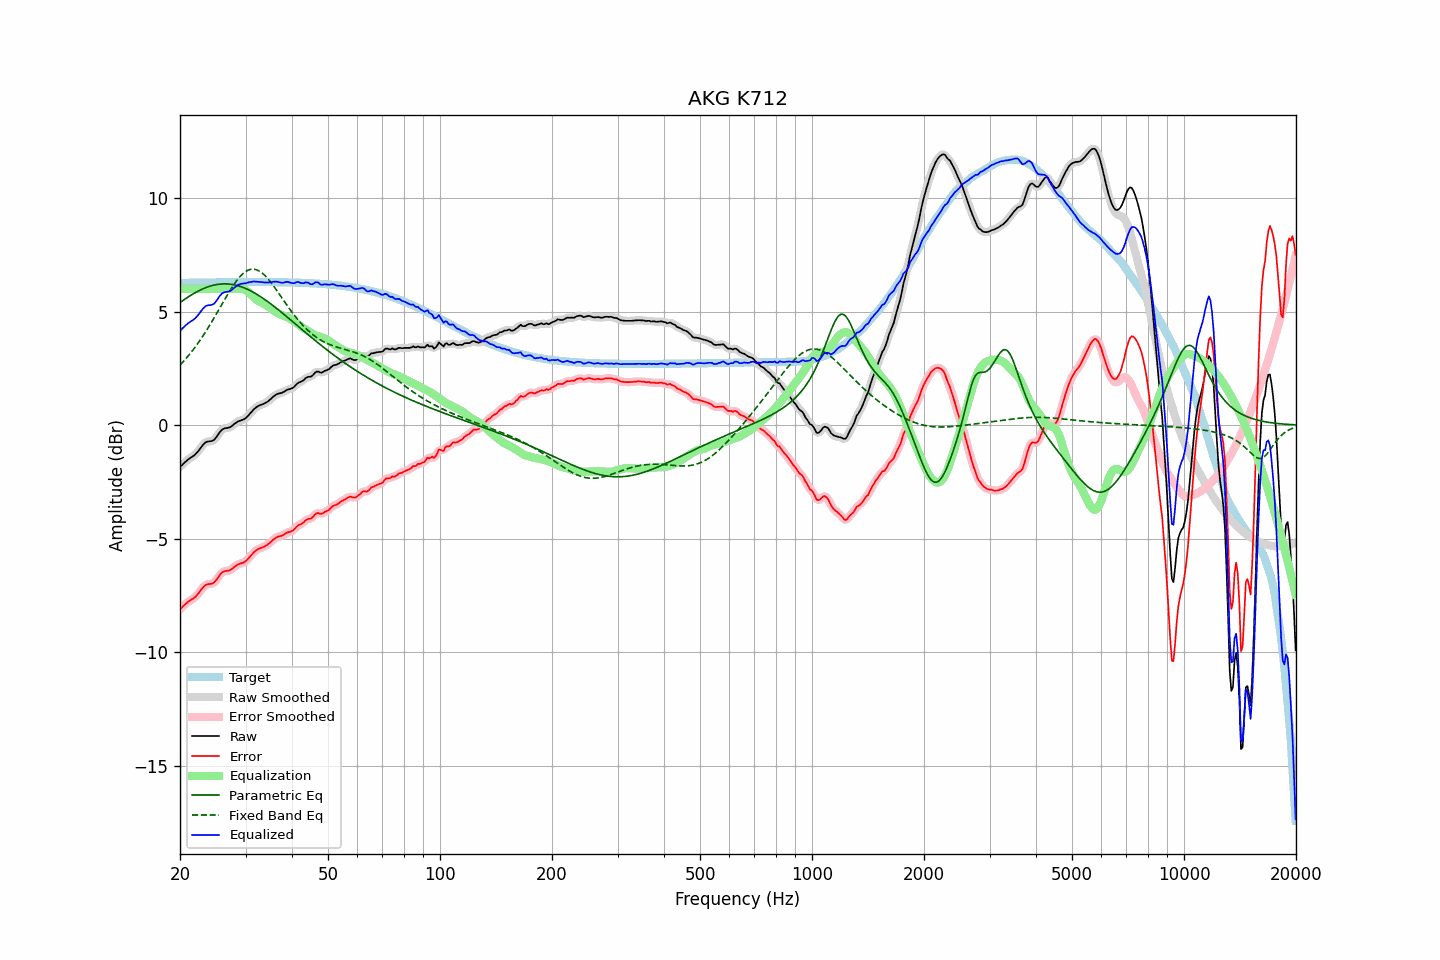 AKG K712
Amplitude (dBr)
10
5
0
−5
−10
−15
Target
Raw Smoothed
Error Smoothed
Raw
Error
Equalization
Parametric Eq
Fixed Band Eq
Equalized
20 50 100 200 500 1000 2000 5000 10000 20000
Frequency (Hz)